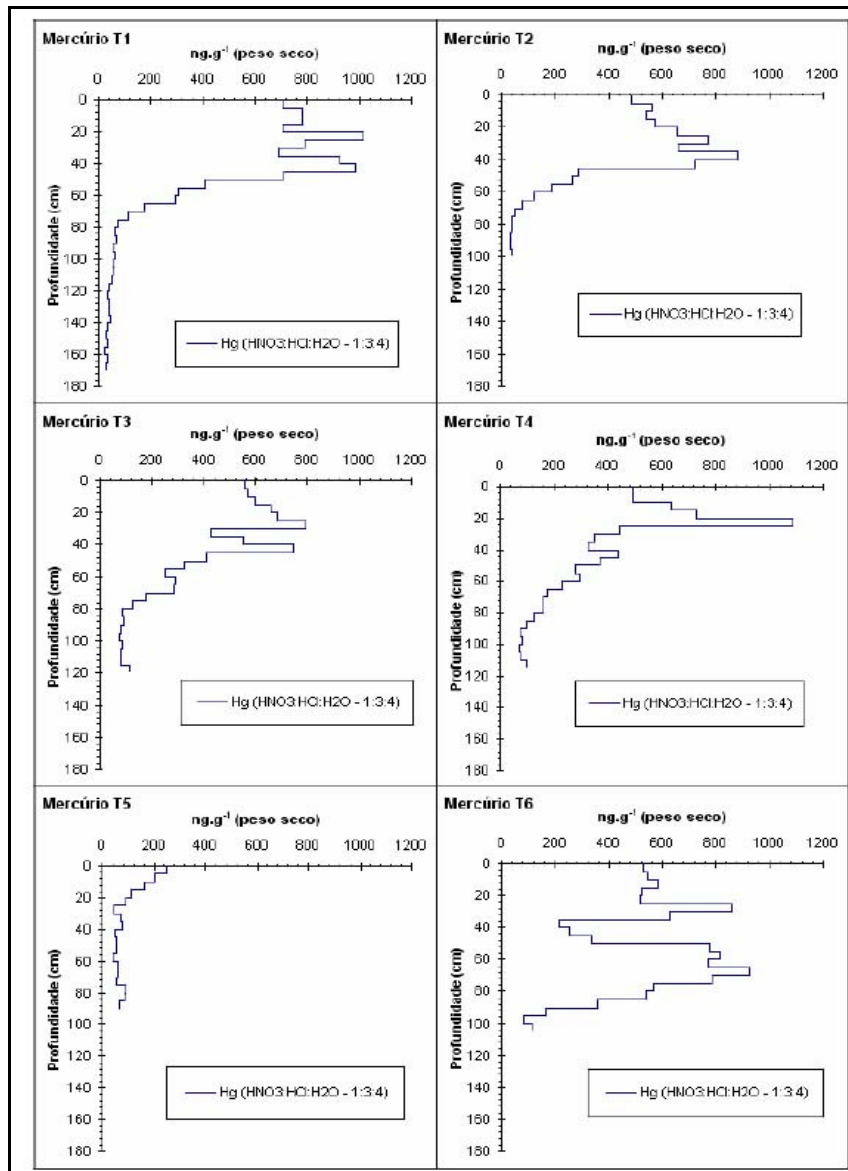 Mercúrio T1
ng.g⁻¹ (peso seco)
0 200 400 600 800 1000 1200
0
20
40
60
80
100
120
140
160
180
Profundidade (cm)
Hg (HNO3:HCl:H2O - 1:3:4)
Mercúrio T2
ng.g⁻¹ (peso seco)
0 200 400 600 800 1000 1200
0
20
40
60
80
100
120
140
160
180
Profundidade (cm)
Hg (HNO3:HCl:H2O - 1:3:4)
Mercúrio T3
ng.g⁻¹ (peso seco)
0 200 400 600 800 1000 1200
0
20
40
60
80
100
120
140
160
180
Profundidade (cm)
Hg (HNO3:HCl:H2O - 1:3:4)
Mercúrio T4
ng.g⁻¹ (peso seco)
0 200 400 600 800 1000 1200
0
20
40
60
80
100
120
140
160
180
Profundidade (cm)
Hg (HNO3:HCl:H2O - 1:3:4)
Mercúrio T5
ng.g⁻¹ (peso seco)
0 200 400 600 800 1000 1200
0
20
40
60
80
100
120
140
160
180
Profundidade (cm)
Hg (HNO3:HCl:H2O - 1:3:4)
Mercúrio T6
ng.g⁻¹ (peso seco)
0 200 400 600 800 1000 1200
0
20
40
60
80
100
120
140
160
180
Profundidade (cm)
Hg (HNO3:HCl:H2O - 1:3:4)